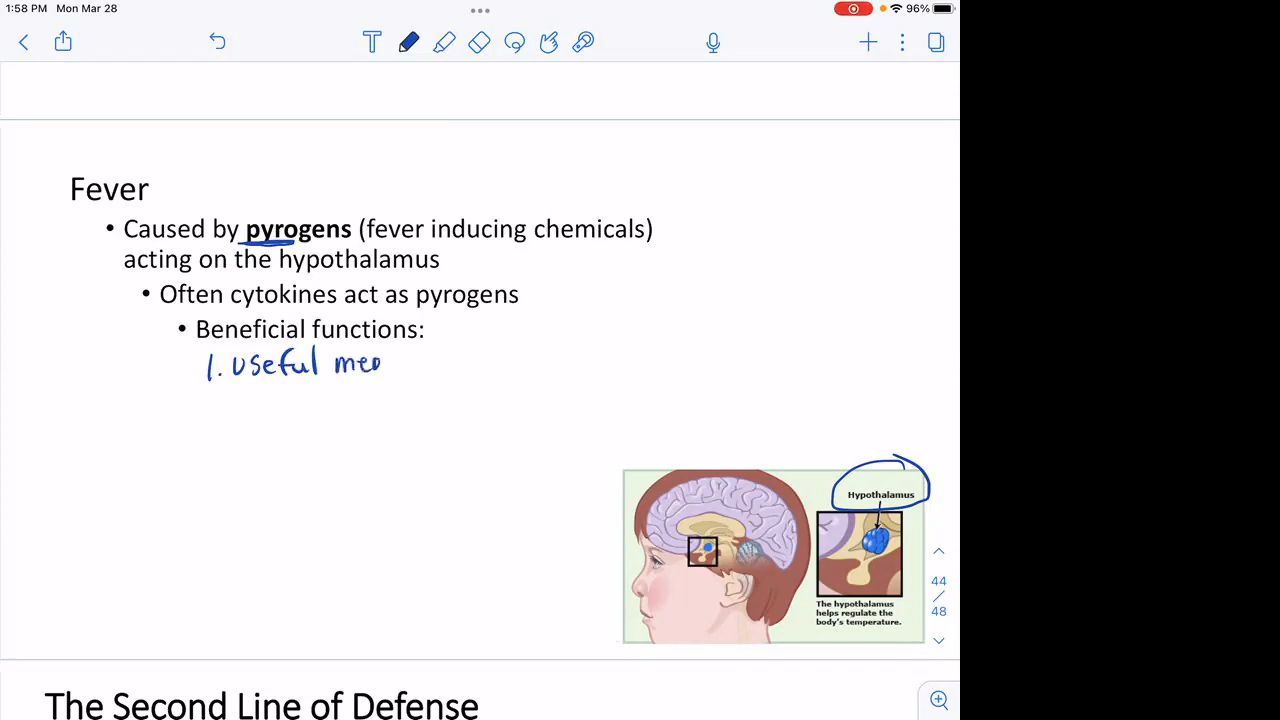 1:58 PM Mon Mar 28
96%
Fever
• Caused by pyrogens (fever inducing chemicals)
acting on the hypothalamus
• Often cytokines act as pyrogens
• Beneficial functions:
1. Useful mec
Hypothalamus
The hypothalamus
helps regulate the
body's temperature.
44
/
48
The Second Line of Defense